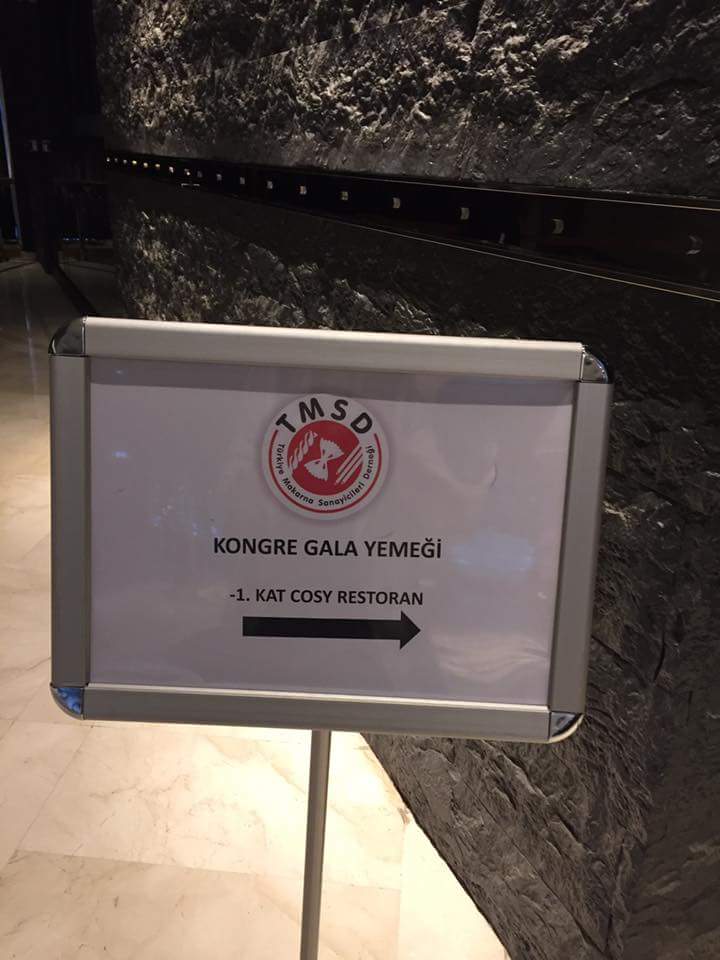 TMSD
Türkiye Makarna Sanayicileri Derneği
KONGRE GALA YEMEĞİ
-1. KAT COSY RESTORAN